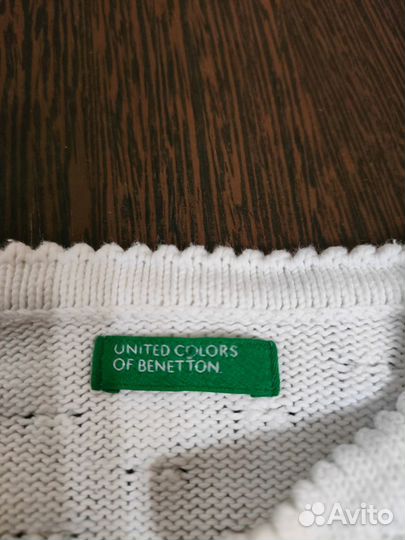 UNITED COLORS
OF BENETTON.
Avito